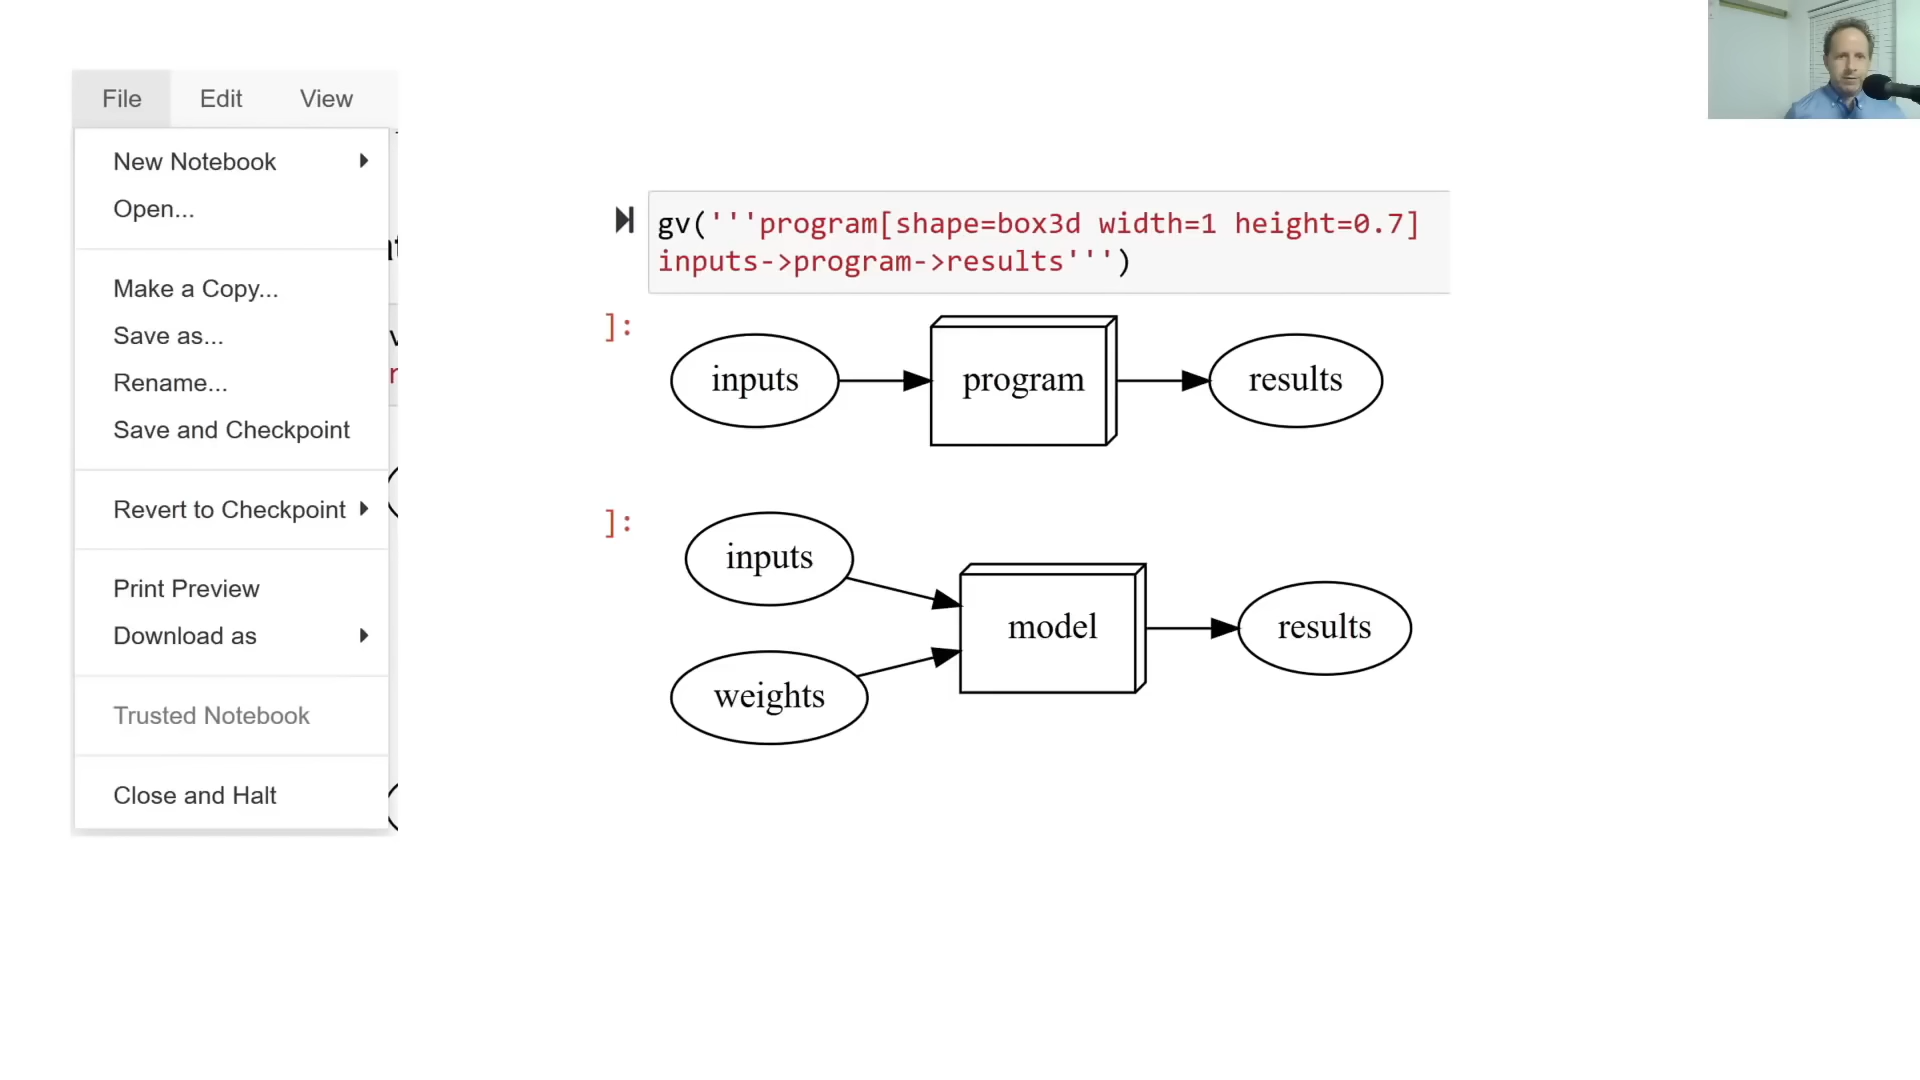 File Edit View
New Notebook
Open...
Make a Copy...
Save as...
Rename...
Save and Checkpoint
Revert to Checkpoint
Print Preview
Download as
Trusted Notebook
Close and Halt
gv('''program[shape=box3d width=1 height=0.7]
inputs->program->results''')
]:
inputs program results
]:
inputs
model results
weights